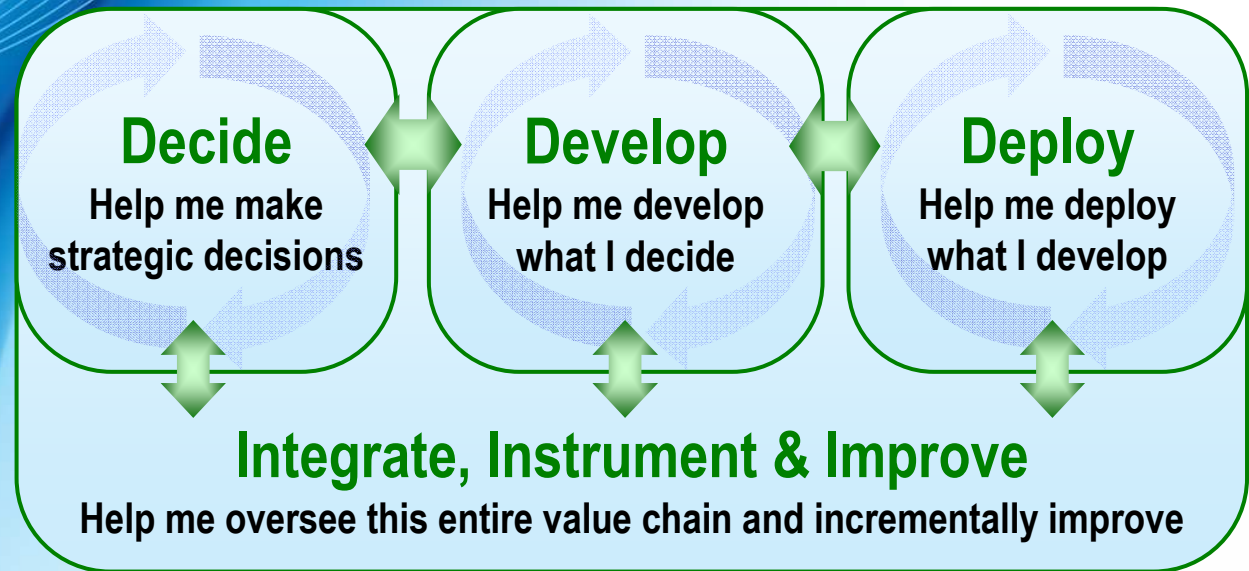 Decide
Help me make
strategic decisions
Develop
Help me develop
what I decide
Deploy
Help me deploy
what I develop
Integrate, Instrument & Improve
Help me oversee this entire value chain and incrementally improve